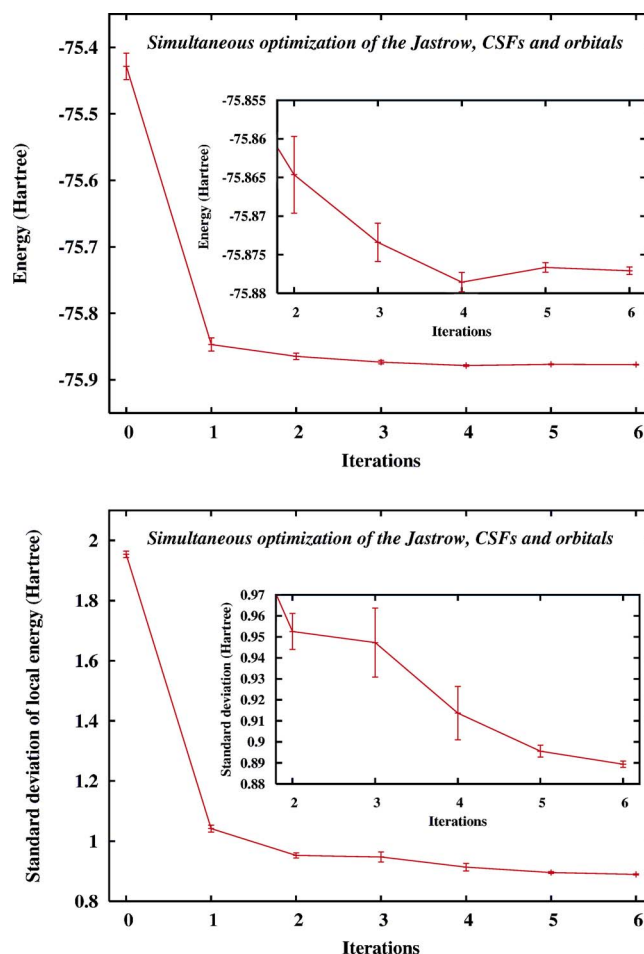 Simultaneous optimization of the Jastrow, CSFs and orbitals
Energy (Hartree)
-75.4
-75.5
-75.6
-75.7
-75.8
-75.9
0 1 2 3 4 5 6
Iterations
Energy (Hartree)
-75.855
-75.86
-75.865
-75.87
-75.875
-75.88
2 3 4 5 6
Iterations
Simultaneous optimization of the Jastrow, CSFs and orbitals
Standard deviation of local energy (Hartree)
2
1.8
1.6
1.4
1.2
1
0.8
0 1 2 3 4 5 6
Iterations
Standard deviation (Hartree)
0.97
0.96
0.95
0.94
0.93
0.92
0.91
0.9
0.89
0.88
2 3 4 5 6
Iterations